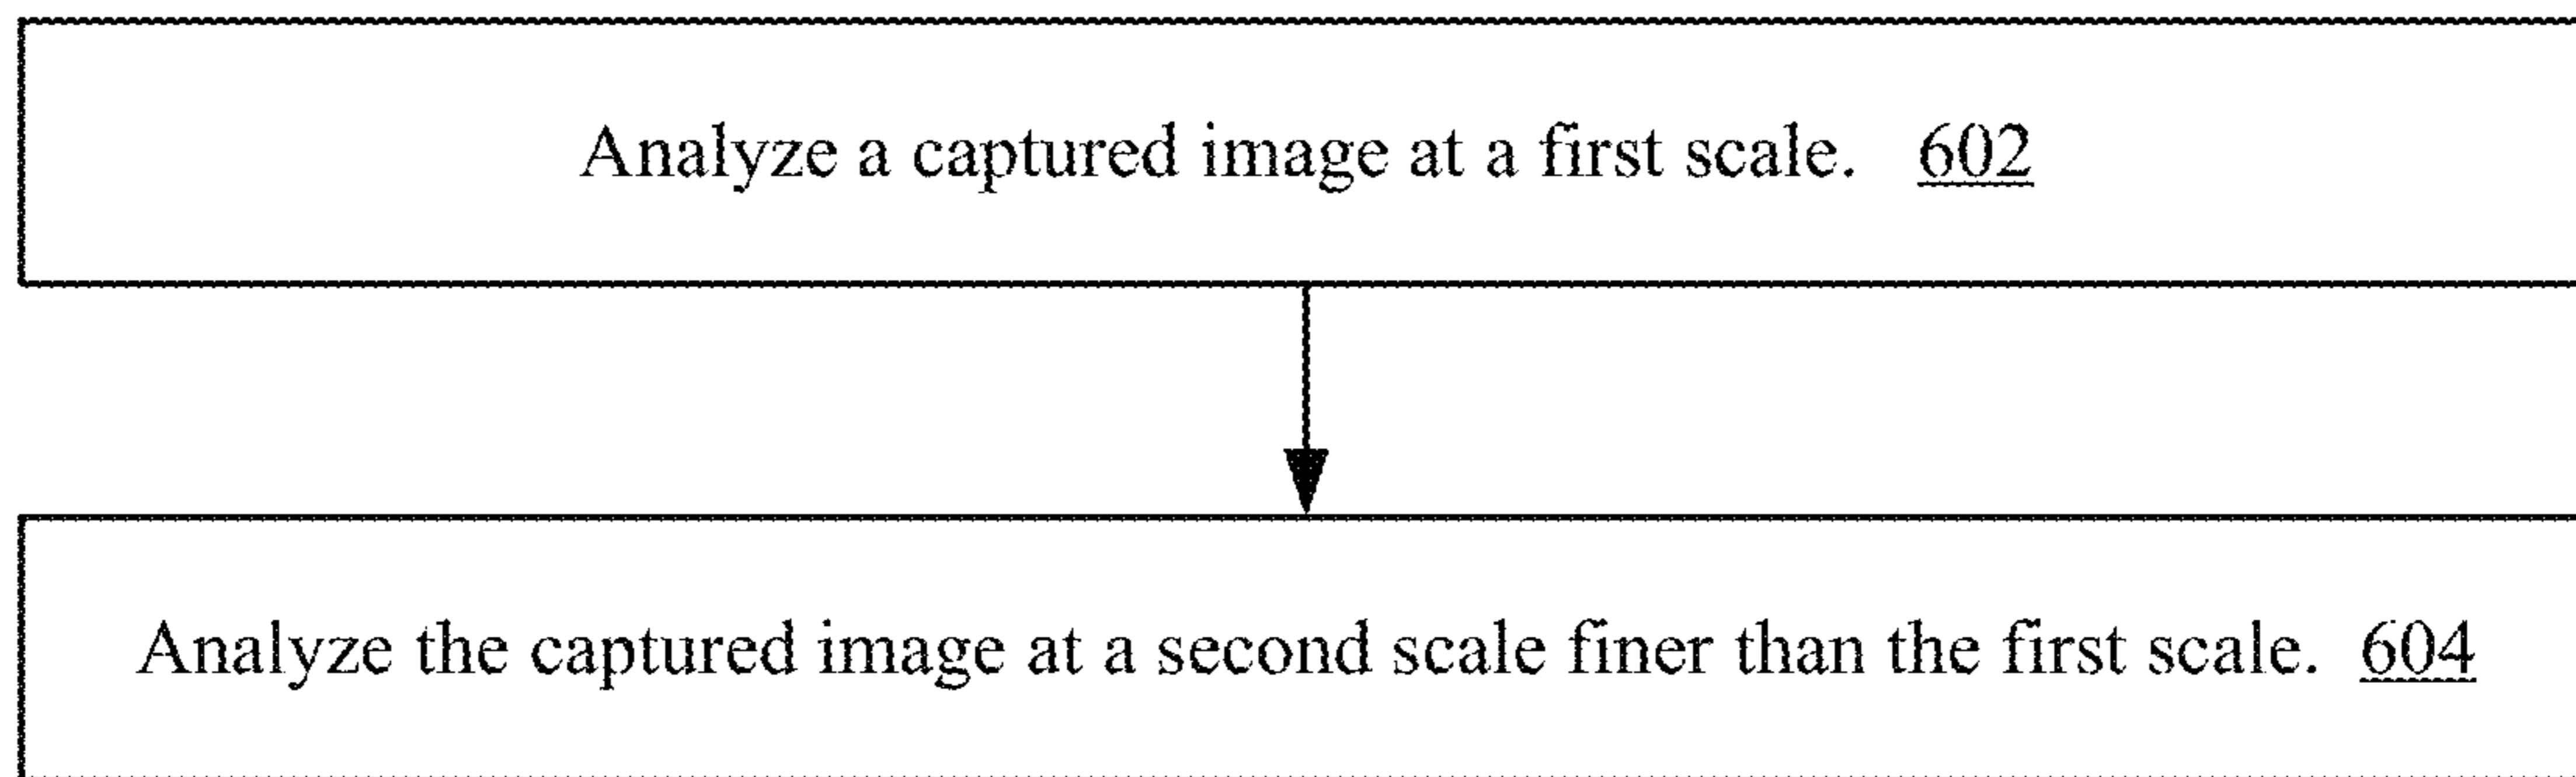 Analyze a captured image at a first scale. 602
Analyze the captured image at a second scale finer than the first scale. 604